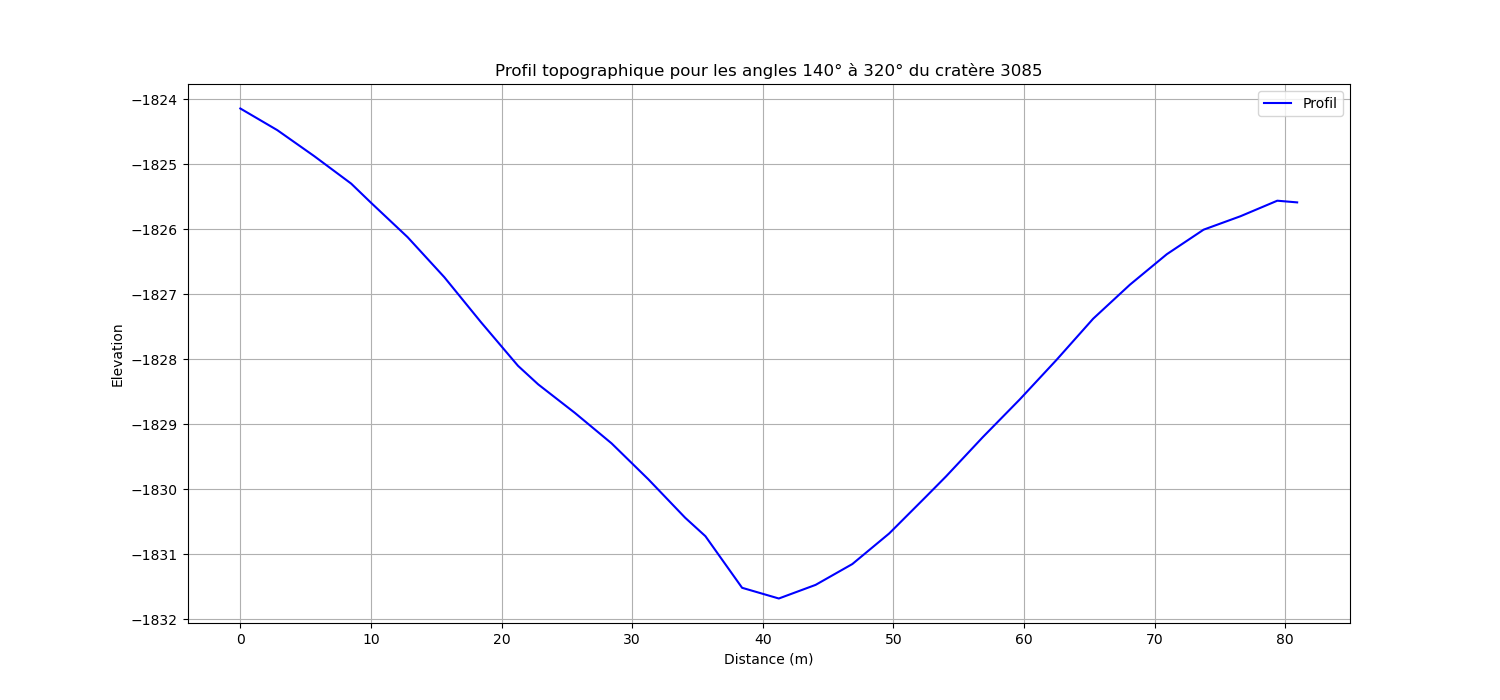 Profil topographique pour les angles 140° à 320° du cratère 3085
Profil
−1824
−1825
−1826
−1827
−1828
−1829
−1830
−1831
−1832
Elevation
0 10 20 30 40 50 60 70 80
Distance (m)